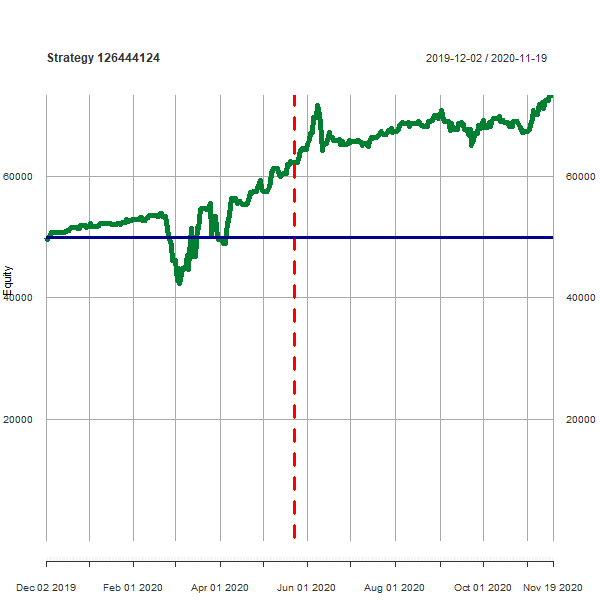 Strategy 126444124
2019-12-02 / 2020-11-19
60000
60000
Equity
40000
40000
20000
20000
Dec 02 2019
Feb 01 2020
Apr 01 2020
Jun 01 2020
Aug 01 2020
Oct 01 2020
Nov 19 2020